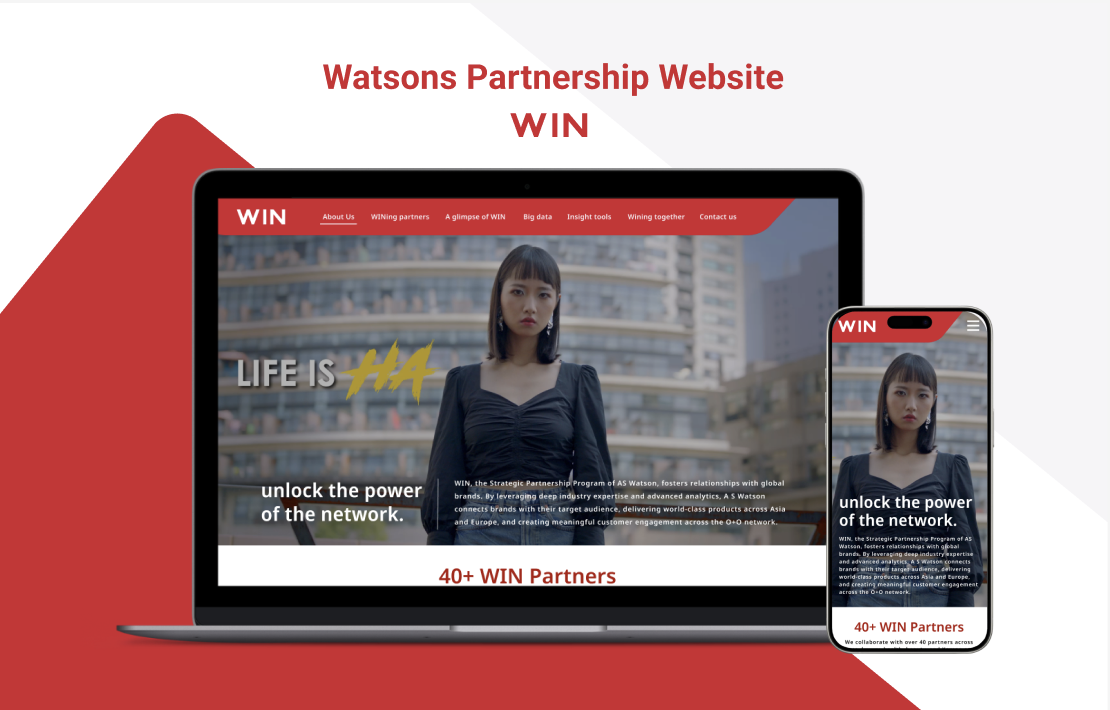 Watsons Partnership Website
WIN
WIN
About Us
WINing partners
A glimpse of WIN
Big data
Insight tools
Wining together
Contact us
LIFE IS HA
unlock the power
of the network.
WIN, the Strategic Partnership Program of AS Watson, fosters relationships with global
brands. By leveraging deep industry expertise and advanced analytics, A S Watson
connects brands with their target audience, delivering world-class products across Asia
and Europe, and creating meaningful customer engagement across the O+O network.
40+ WIN Partners
WIN
unlock the power
of the network.
WIN, the Strategic Partnership Program of AS
Watson, fosters relationships with global
brands. By leveraging deep industry expertise
and advanced analytics, A S Watson connects
brands with their target audience, delivering
world-class products across Asia and Europe,
and creating meaningful customer engagement
across the O+O network.
40+ WIN Partners
We collaborate with over 40 partners across